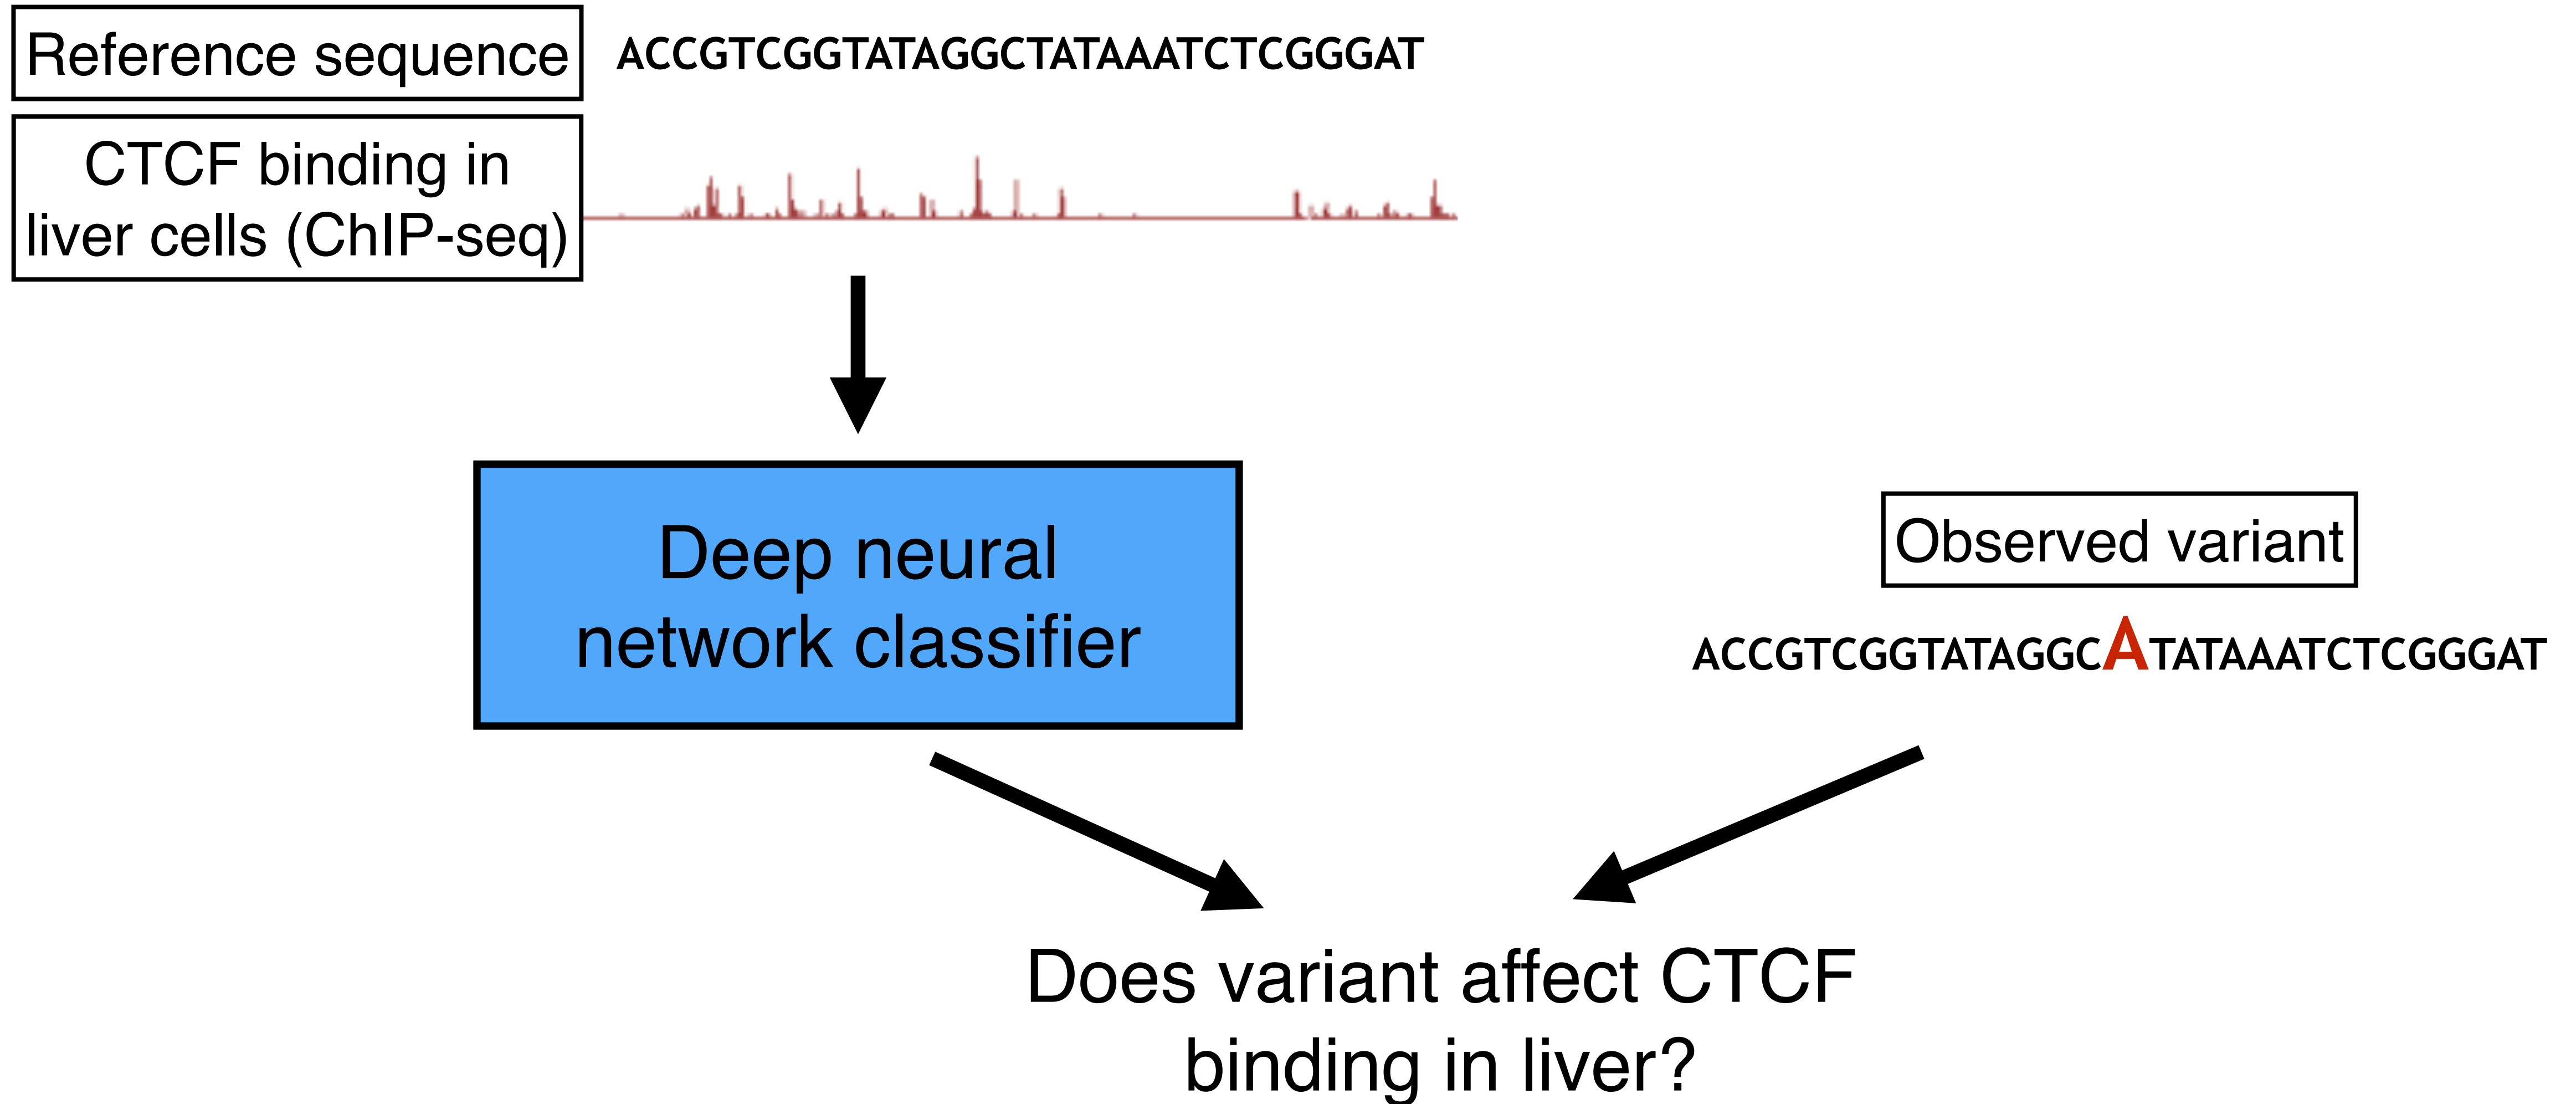 Reference sequence
ACCGTCGGTATAGGCTATAAATCTCGGGAT
CTCF binding in
liver cells (ChIP-seq)
Deep neural
network classifier
Observed variant
ACCGTCGGTATAGGCATATAAATCTCGGGAT
Does variant affect CTCF
binding in liver?